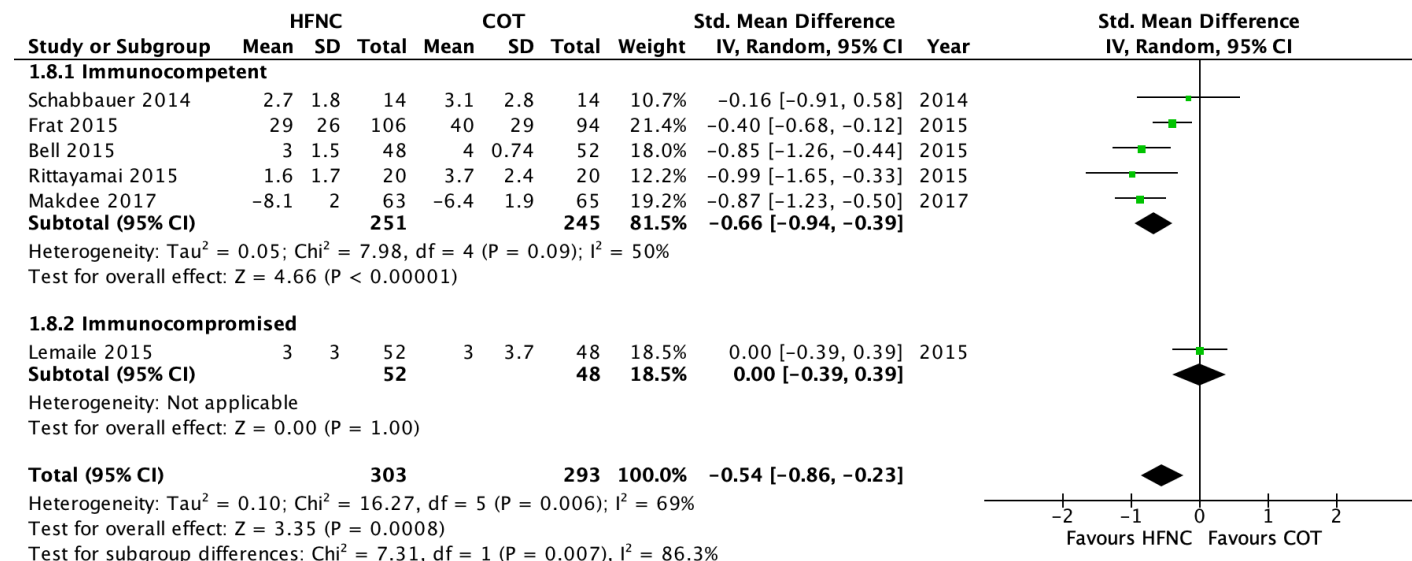 HFNC COT Std. Mean Difference Std. Mean Difference
Study or Subgroup Mean SD Total Mean SD Total Weight IV, Random, 95% CI Year IV, Random, 95% CI
1.8.1 Immunocompetent
Schabbauer 2014 2.7 1.8 14 3.1 2.8 14 10.7% −0.16 [−0.91, 0.58] 2014
Frat 2015 29 26 106 40 29 94 21.4% −0.40 [−0.68, −0.12] 2015
Bell 2015 3 1.5 48 4 0.74 52 18.0% −0.85 [−1.26, −0.44] 2015
Rittayamai 2015 1.6 1.7 20 3.7 2.4 20 12.2% −0.99 [−1.65, −0.33] 2015
Makdee 2017 −8.1 2 63 −6.4 1.9 65 19.2% −0.87 [−1.23, −0.50] 2017
Subtotal (95% CI) 251 245 81.5% −0.66 [−0.94, −0.39]
Heterogeneity: Tau² = 0.05; Chi² = 7.98, df = 4 (P = 0.09); I² = 50%
Test for overall effect: Z = 4.66 (P < 0.00001)
1.8.2 Immunocompromised
Lemaile 2015 3 3 52 3 3.7 48 18.5% 0.00 [−0.39, 0.39] 2015
Subtotal (95% CI) 52 48 18.5% 0.00 [−0.39, 0.39]
Heterogeneity: Not applicable
Test for overall effect: Z = 0.00 (P = 1.00)
Total (95% CI) 303 293 100.0% −0.54 [−0.86, −0.23]
Heterogeneity: Tau² = 0.10; Chi² = 16.27, df = 5 (P = 0.006); I² = 69%
Test for overall effect: Z = 3.35 (P = 0.0008)
Test for subgroup differences: Chi² = 7.31, df = 1 (P = 0.007), I² = 86.3%
−2 −1 0 1 2
Favours HFNC Favours COT